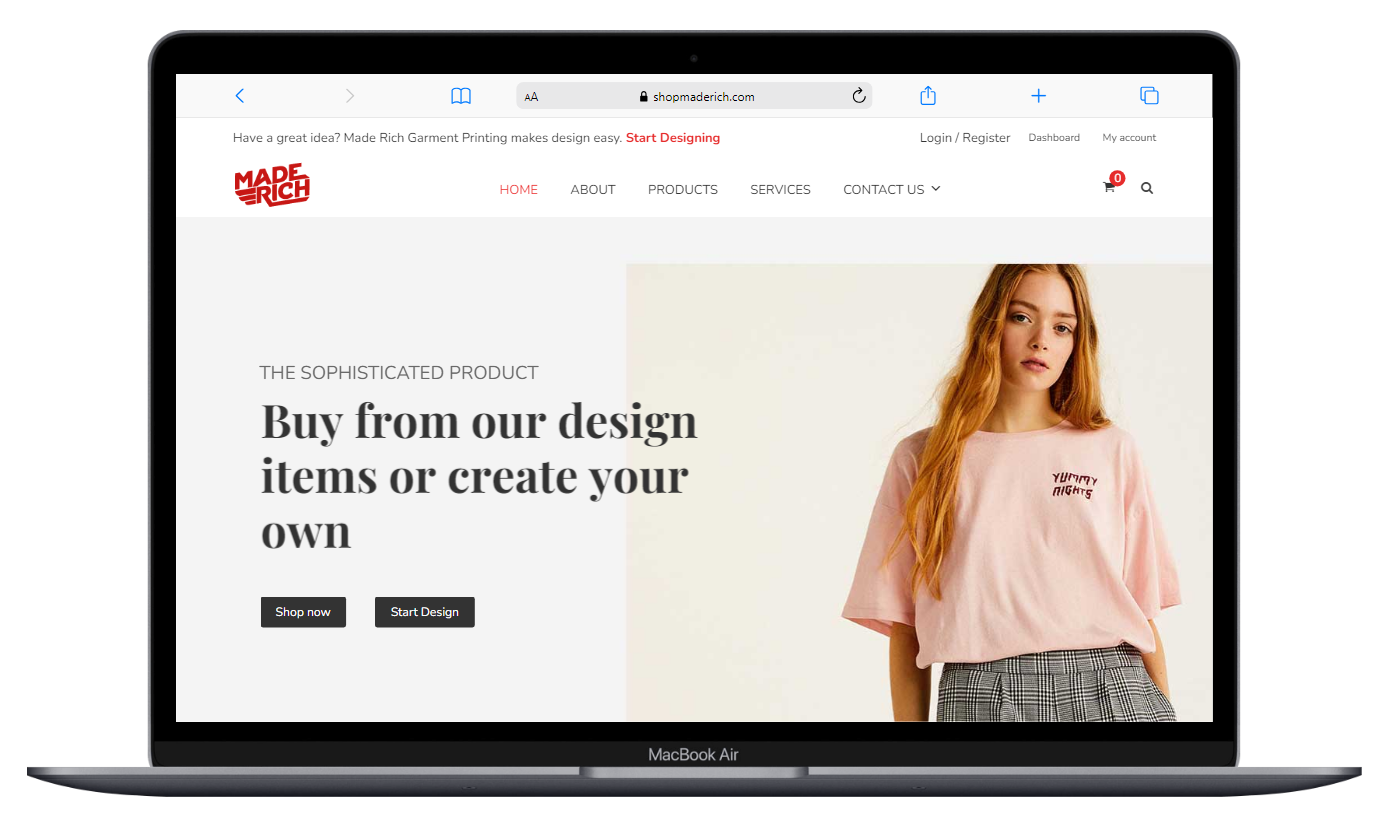 AA shopmaderich.com
Have a great idea? Made Rich Garment Printing makes design easy. Start Designing Login / Register Dashboard My account
MADE
RICH
HOME ABOUT PRODUCTS SERVICES CONTACT US 0
THE SOPHISTICATED PRODUCT
Buy from our design
items or create your
own
YUMMY
NIGHTS
Shop now Start Design
MacBook Air